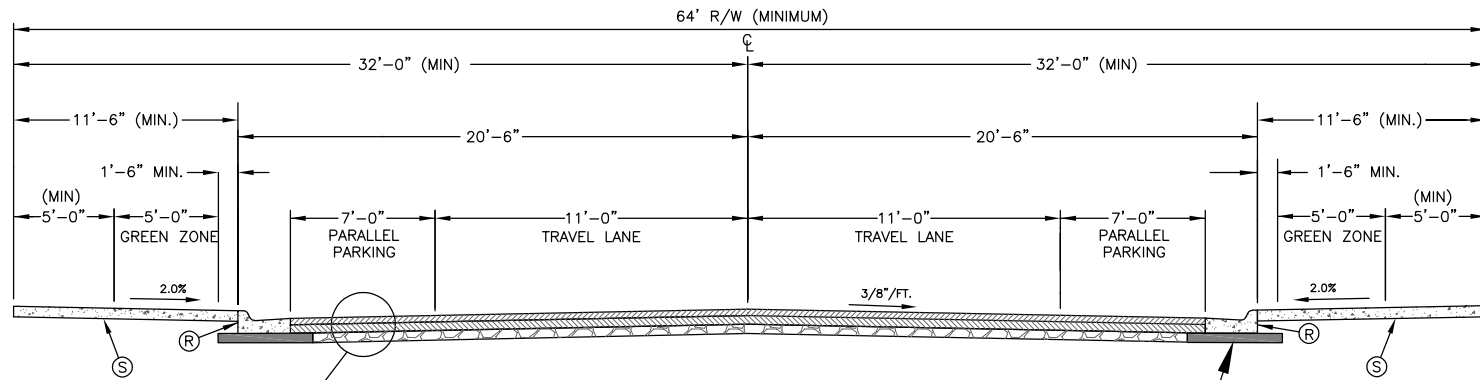 64' R/W (MINIMUM)
℄
32'-0" (MIN)
32'-0" (MIN)
11'-6" (MIN.)
20'-6"
20'-6"
11'-6" (MIN.)
1'-6" MIN.
1'-6" MIN.
(MIN)
5'-0"
5'-0"
GREEN ZONE
7'-0"
PARALLEL
PARKING
11'-0"
TRAVEL LANE
11'-0"
TRAVEL LANE
7'-0"
PARALLEL
PARKING
5'-0"
GREEN ZONE
(MIN)
5'-0"
2.0%
3/8"/FT.
2.0%
R
R
S
S